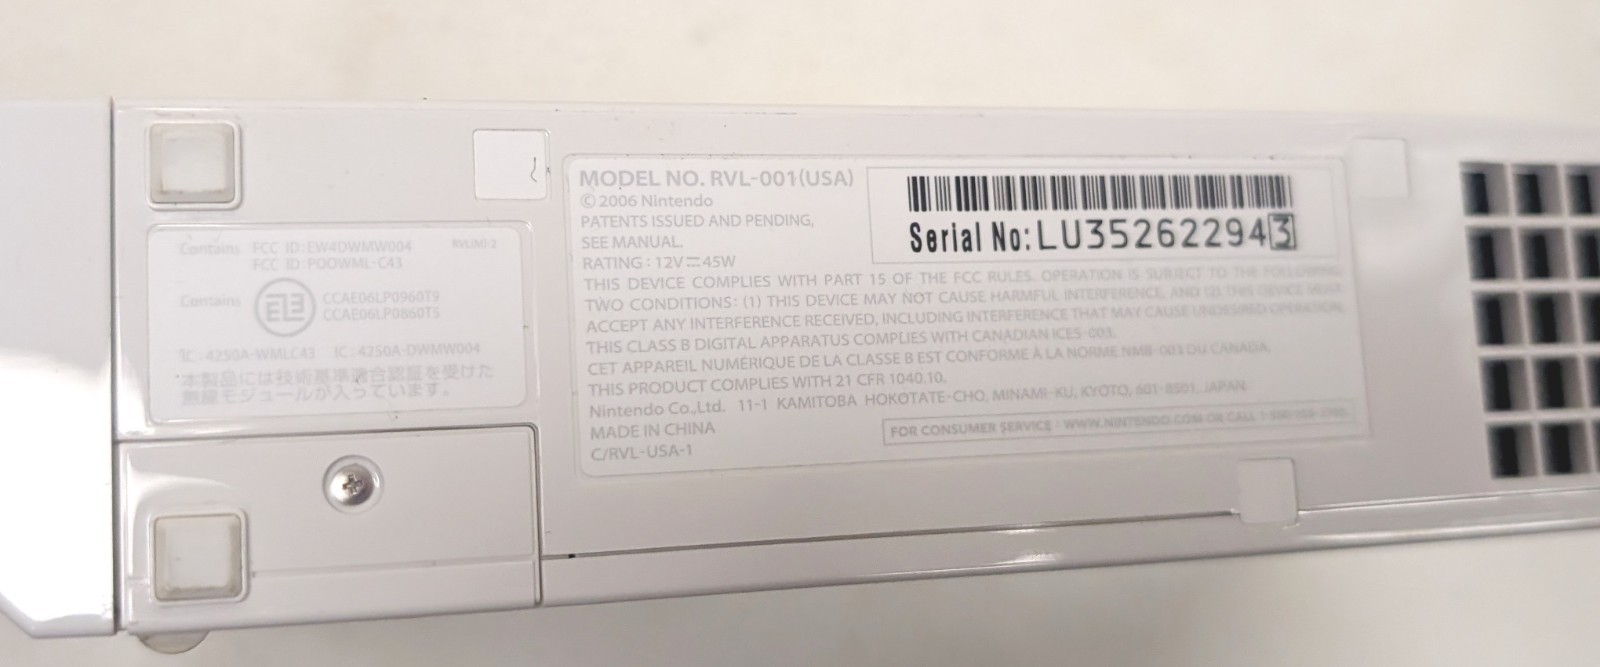 Contains FCC ID:EW4DWMW004 RVL(M)-2
FCC ID:POOWML-C43
Contains CCAE06LP0960T9
CCAE06LP0860T5
IC:4250A-WMLC43 IC:4250A-DWMW004
本製品には技術基準適合認証を受けた
無線モジュールが入っています。
MODEL NO. RVL-001(USA)
© 2006 Nintendo
PATENTS ISSUED AND PENDING,
SEE MANUAL.
RATING : 12V⎓45W
Serial No:LU352622943
THIS DEVICE COMPLIES WITH PART 15 OF THE FCC RULES. OPERATION IS SUBJECT TO THE FOLLOWING
TWO CONDITIONS: (1) THIS DEVICE MAY NOT CAUSE HARMFUL INTERFERENCE, AND (2) THIS DEVICE MUST
ACCEPT ANY INTERFERENCE RECEIVED, INCLUDING INTERFERENCE THAT MAY CAUSE UNDESIRED OPERATION.
THIS CLASS B DIGITAL APPARATUS COMPLIES WITH CANADIAN ICES-003.
CET APPAREIL NUMÉRIQUE DE LA CLASSE B EST CONFORME À LA NORME NMB-003 DU CANADA.
THIS PRODUCT COMPLIES WITH 21 CFR 1040.10.
Nintendo Co.,Ltd. 11-1 KAMITOBA HOKOTATE-CHO, MINAMI-KU, KYOTO, 601-8501, JAPAN.
MADE IN CHINA
FOR CONSUMER SERVICE : WWW.NINTENDO.COM OR CALL
C/RVL-USA-1